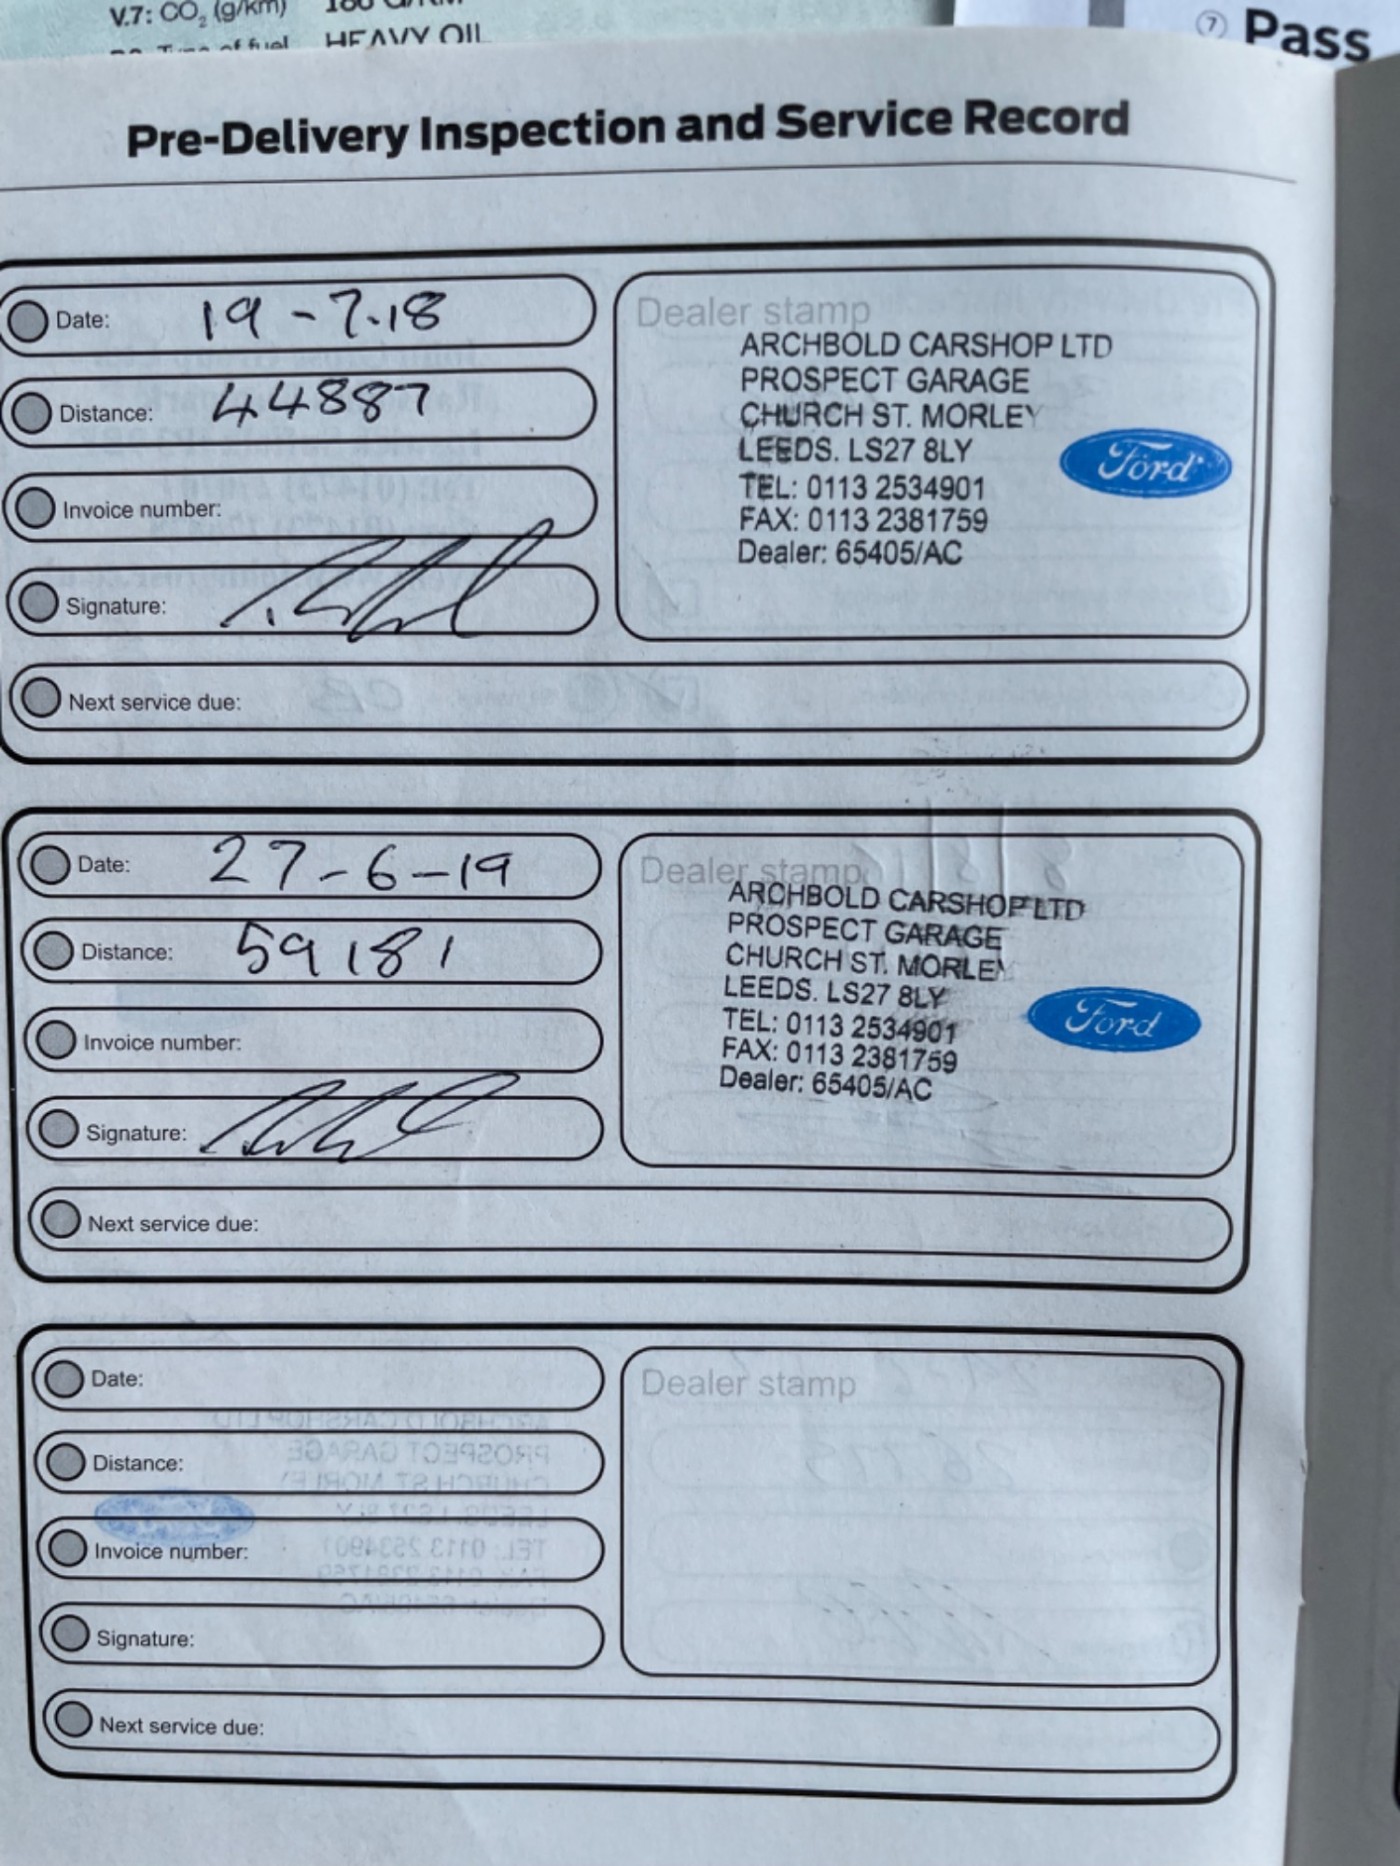 V.7: CO₂ (g/km)
HEAVY OIL
7 Pass
Pre-Delivery Inspection and Service Record
Date: 19-7.18
Distance: 44887
Invoice number:
Signature:
Next service due:
Dealer stamp
ARCHBOLD CARSHOP LTD
PROSPECT GARAGE
CHURCH ST. MORLEY
LEEDS. LS27 8LY
TEL: 0113 2534901
FAX: 0113 2381759
Dealer: 65405/AC
Ford
Date: 27-6-19
Distance: 59181
Invoice number:
Signature:
Next service due:
Dealer stamp
ARCHBOLD CARSHOP LTD
PROSPECT GARAGE
CHURCH ST. MORLEY
LEEDS. LS27 8LY
TEL: 0113 2534901
FAX: 0113 2381759
Dealer: 65405/AC
Ford
Date:
Distance:
Invoice number:
Signature:
Next service due:
Dealer stamp